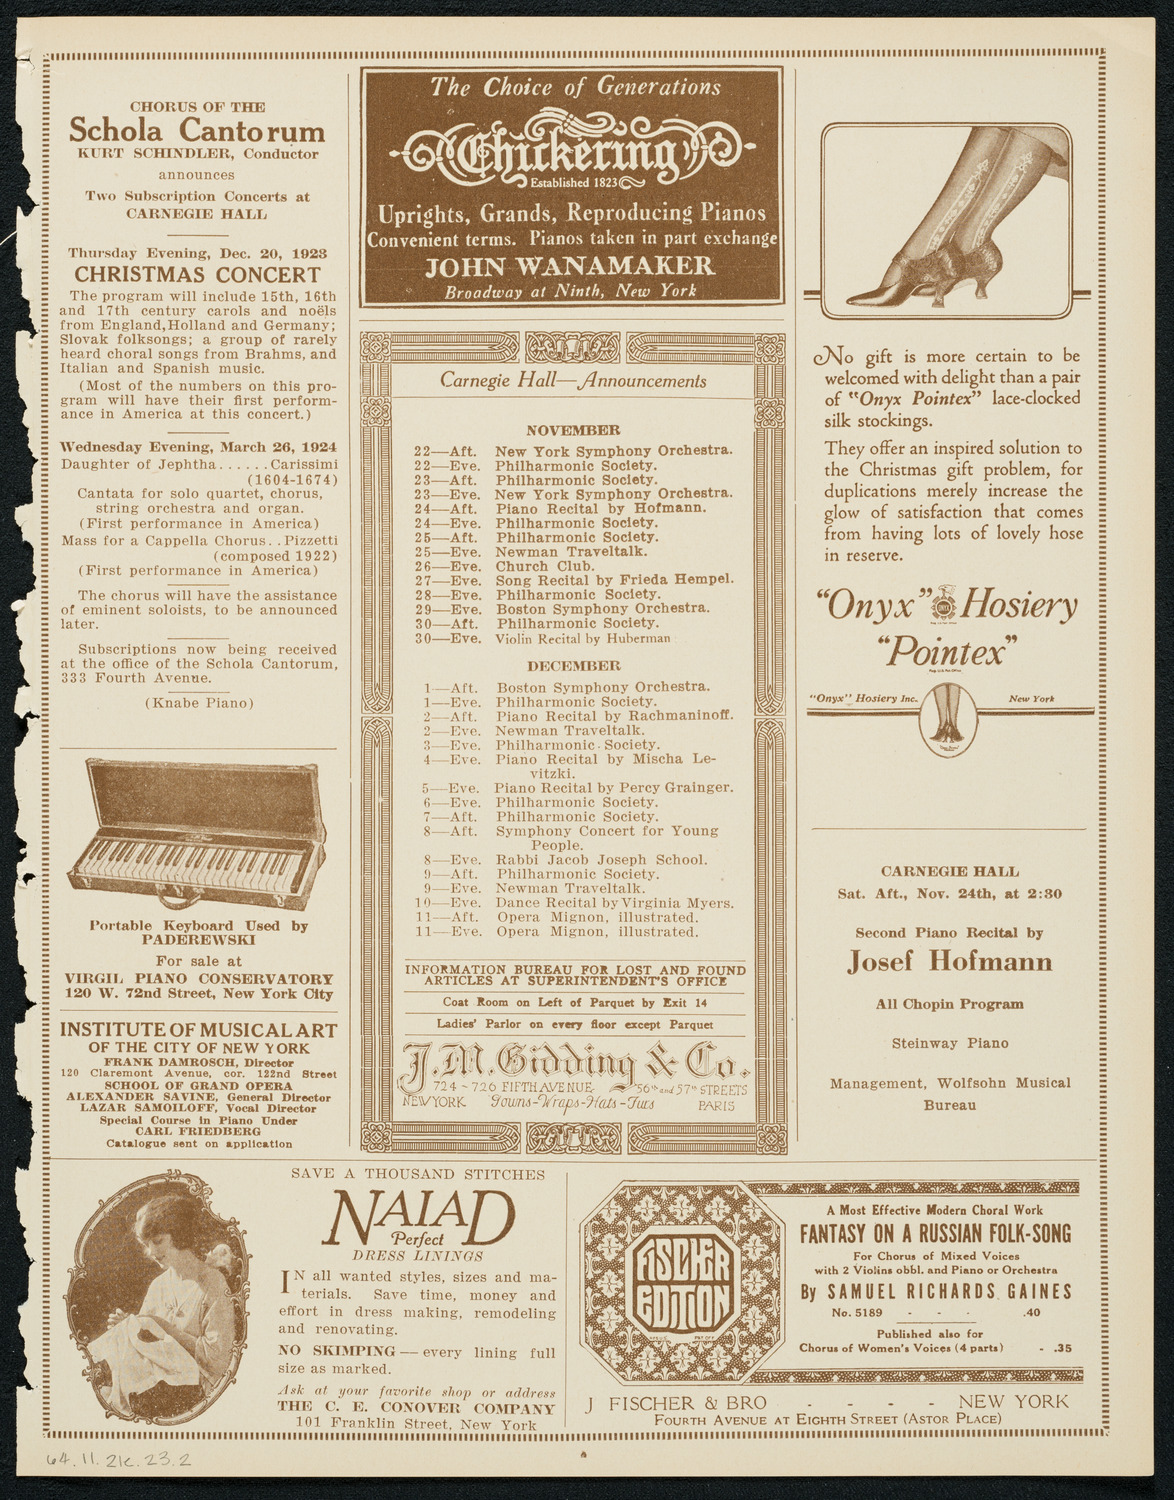 CHORUS OF THE
Schola Cantorum
KURT SCHINDLER, Conductor
announces
Two Subscription Concerts at
CARNEGIE HALL
Thursday Evening, Dec. 20, 1923
CHRISTMAS CONCERT
The program will include 15th, 16th
and 17th century carols and noëls
from England,Holland and Germany;
Slovak folksongs; a group of rarely
heard choral songs from Brahms, and
Italian and Spanish music.
(Most of the numbers on this pro-
gram will have their first perform-
ance in America at this concert.)
Wednesday Evening, March 26, 1924
Daughter of Jephtha......Carissimi
(1604-1674)
Cantata for solo quartet, chorus,
string orchestra and organ.
(First performance in America)
Mass for a Cappella Chorus..Pizzetti
(composed 1922)
(First performance in America)
The chorus will have the assistance
of eminent soloists, to be announced
later.
Subscriptions now being received
at the office of the Schola Cantorum,
333 Fourth Avenue.
(Knabe Piano)
Portable Keyboard Used by
PADEREWSKI
For sale at
VIRGIL PIANO CONSERVATORY
120 W. 72nd Street, New York City
INSTITUTE OF MUSICAL ART
OF THE CITY OF NEW YORK
FRANK DAMROSCH, Director
120 Claremont Avenue, cor. 122nd Street
SCHOOL OF GRAND OPERA
ALEXANDER SAVINE, General Director
LAZAR SAMOILOFF, Vocal Director
Special Course in Piano Under
CARL FRIEDBERG
Catalogue sent on application
The Choice of Generations
Chickering
Established 1823
Uprights, Grands, Reproducing Pianos
Convenient terms. Pianos taken in part exchange
JOHN WANAMAKER
Broadway at Ninth, New York
Carnegie Hall—Announcements
NOVEMBER
22—Aft. New York Symphony Orchestra.
22—Eve. Philharmonic Society.
23—Aft. Philharmonic Society.
23—Eve. New York Symphony Orchestra.
24—Aft. Piano Recital by Hofmann.
24—Eve. Philharmonic Society.
25—Aft. Philharmonic Society.
25—Eve. Newman Traveltalk.
26—Eve. Church Club.
27—Eve. Song Recital by Frieda Hempel.
28—Eve. Philharmonic Society.
29—Eve. Boston Symphony Orchestra.
30—Aft. Philharmonic Society.
30—Eve. Violin Recital by Huberman
DECEMBER
1—Aft. Boston Symphony Orchestra.
1—Eve. Philharmonic Society.
2—Aft. Piano Recital by Rachmaninoff.
2—Eve. Newman Traveltalk.
3—Eve. Philharmonic Society.
4—Eve. Piano Recital by Mischa Le-
vitzki.
5—Eve. Piano Recital by Percy Grainger.
6—Eve. Philharmonic Society.
7—Aft. Philharmonic Society.
8—Aft. Symphony Concert for Young
People.
8—Eve. Rabbi Jacob Joseph School.
9—Aft. Philharmonic Society.
9—Eve. Newman Traveltalk.
10—Eve. Dance Recital by Virginia Myers.
11—Aft. Opera Mignon, illustrated.
11—Eve. Opera Mignon, illustrated.
INFORMATION BUREAU FOR LOST AND FOUND
ARTICLES AT SUPERINTENDENT'S OFFICE
Coat Room on Left of Parquet by Exit 14
Ladies' Parlor on every floor except Parquet
J.M. Gidding & Co.
724 ~ 726 FIFTH AVENUE 56th and 57th STREETS
NEW YORK Gowns-Wraps-Hats-Furs PARIS
No gift is more certain to be
welcomed with delight than a pair
of "Onyx Pointex" lace-clocked
silk stockings.
They offer an inspired solution to
the Christmas gift problem, for
duplications merely increase the
glow of satisfaction that comes
from having lots of lovely hose
in reserve.
"Onyx" Hosiery
"Pointex"
"Onyx" Hosiery Inc. New York
CARNEGIE HALL
Sat. Aft., Nov. 24th, at 2:30
Second Piano Recital by
Josef Hofmann
All Chopin Program
Steinway Piano
Management, Wolfsohn Musical
Bureau
SAVE A THOUSAND STITCHES
NAIAD
Perfect
DRESS LININGS
IN all wanted styles, sizes and ma-
terials. Save time, money and
effort in dress making, remodeling
and renovating.
NO SKIMPING — every lining full
size as marked.
Ask at your favorite shop or address
THE C. E. CONOVER COMPANY
101 Franklin Street, New York
FISCHER
EDITION
A Most Effective Modern Choral Work
FANTASY ON A RUSSIAN FOLK-SONG
For Chorus of Mixed Voices
with 2 Violins obbl. and Piano or Orchestra
By SAMUEL RICHARDS GAINES
No. 5189 - - - .40
Published also for
Chorus of Women's Voices (4 parts) - .35
J FISCHER & BRO - - - - NEW YORK
FOURTH AVENUE AT EIGHTH STREET (ASTOR PLACE)
64.11.21c.23.2